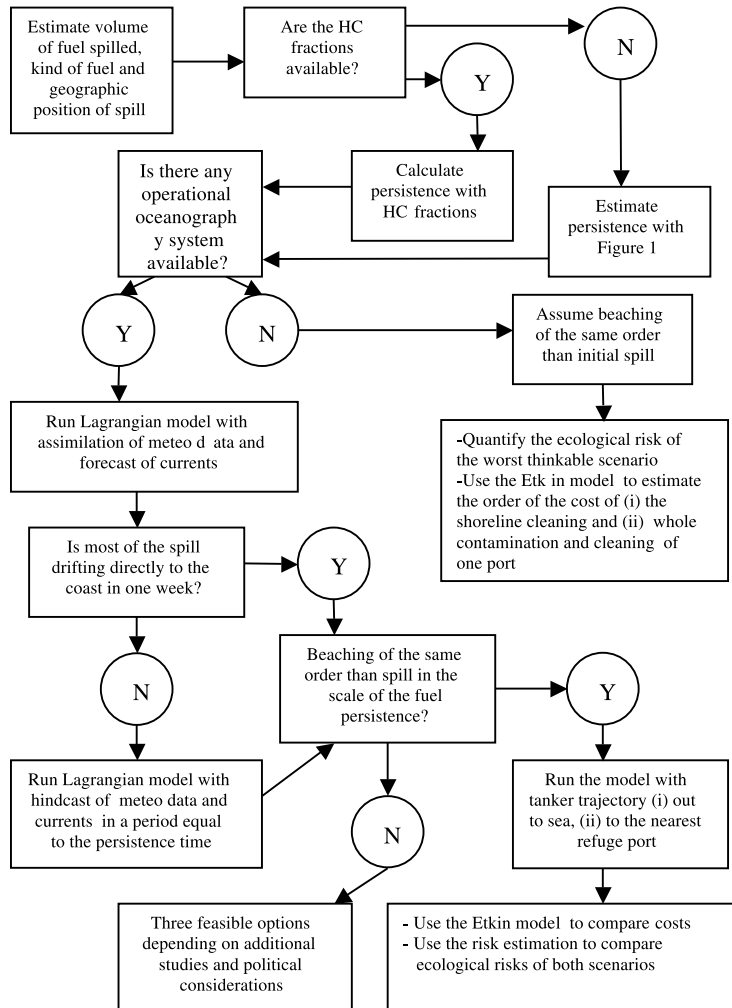 Estimate volume
of fuel spilled,
kind of fuel and
geographic
position of spill
Are the HC
fractions
available?
N
Y
Is there any
operational
oceanograph
y system
available?
Calculate
persistence with
HC fractions
Estimate
persistence with
Figure 1
Y
N
Assume beaching
of the same order
than initial spill
Run Lagrangian model with
assimilation of meteo d ata and
forecast of currents
-Quantify the ecological risk of
the worst thinkable scenario
-Use the Etk in model to estimate
the order of the cost of (i) the
shoreline cleaning and (ii) whole
contamination and cleaning of
one port
Is most of the spill
drifting directly to the
coast in one week?
Y
N
Beaching of the same
order than spill in the
scale of the fuel
persistence?
Y
Run Lagrangian model with
hindcast of meteo data and
currents in a period equal
to the persistence time
N
Run the model with
tanker trajectory (i) out
to sea, (ii) to the nearest
refuge port
Three feasible options
depending on additional
studies and political
considerations
- Use the Etkin model to compare costs
- Use the risk estimation to compare
ecological risks of both scenarios